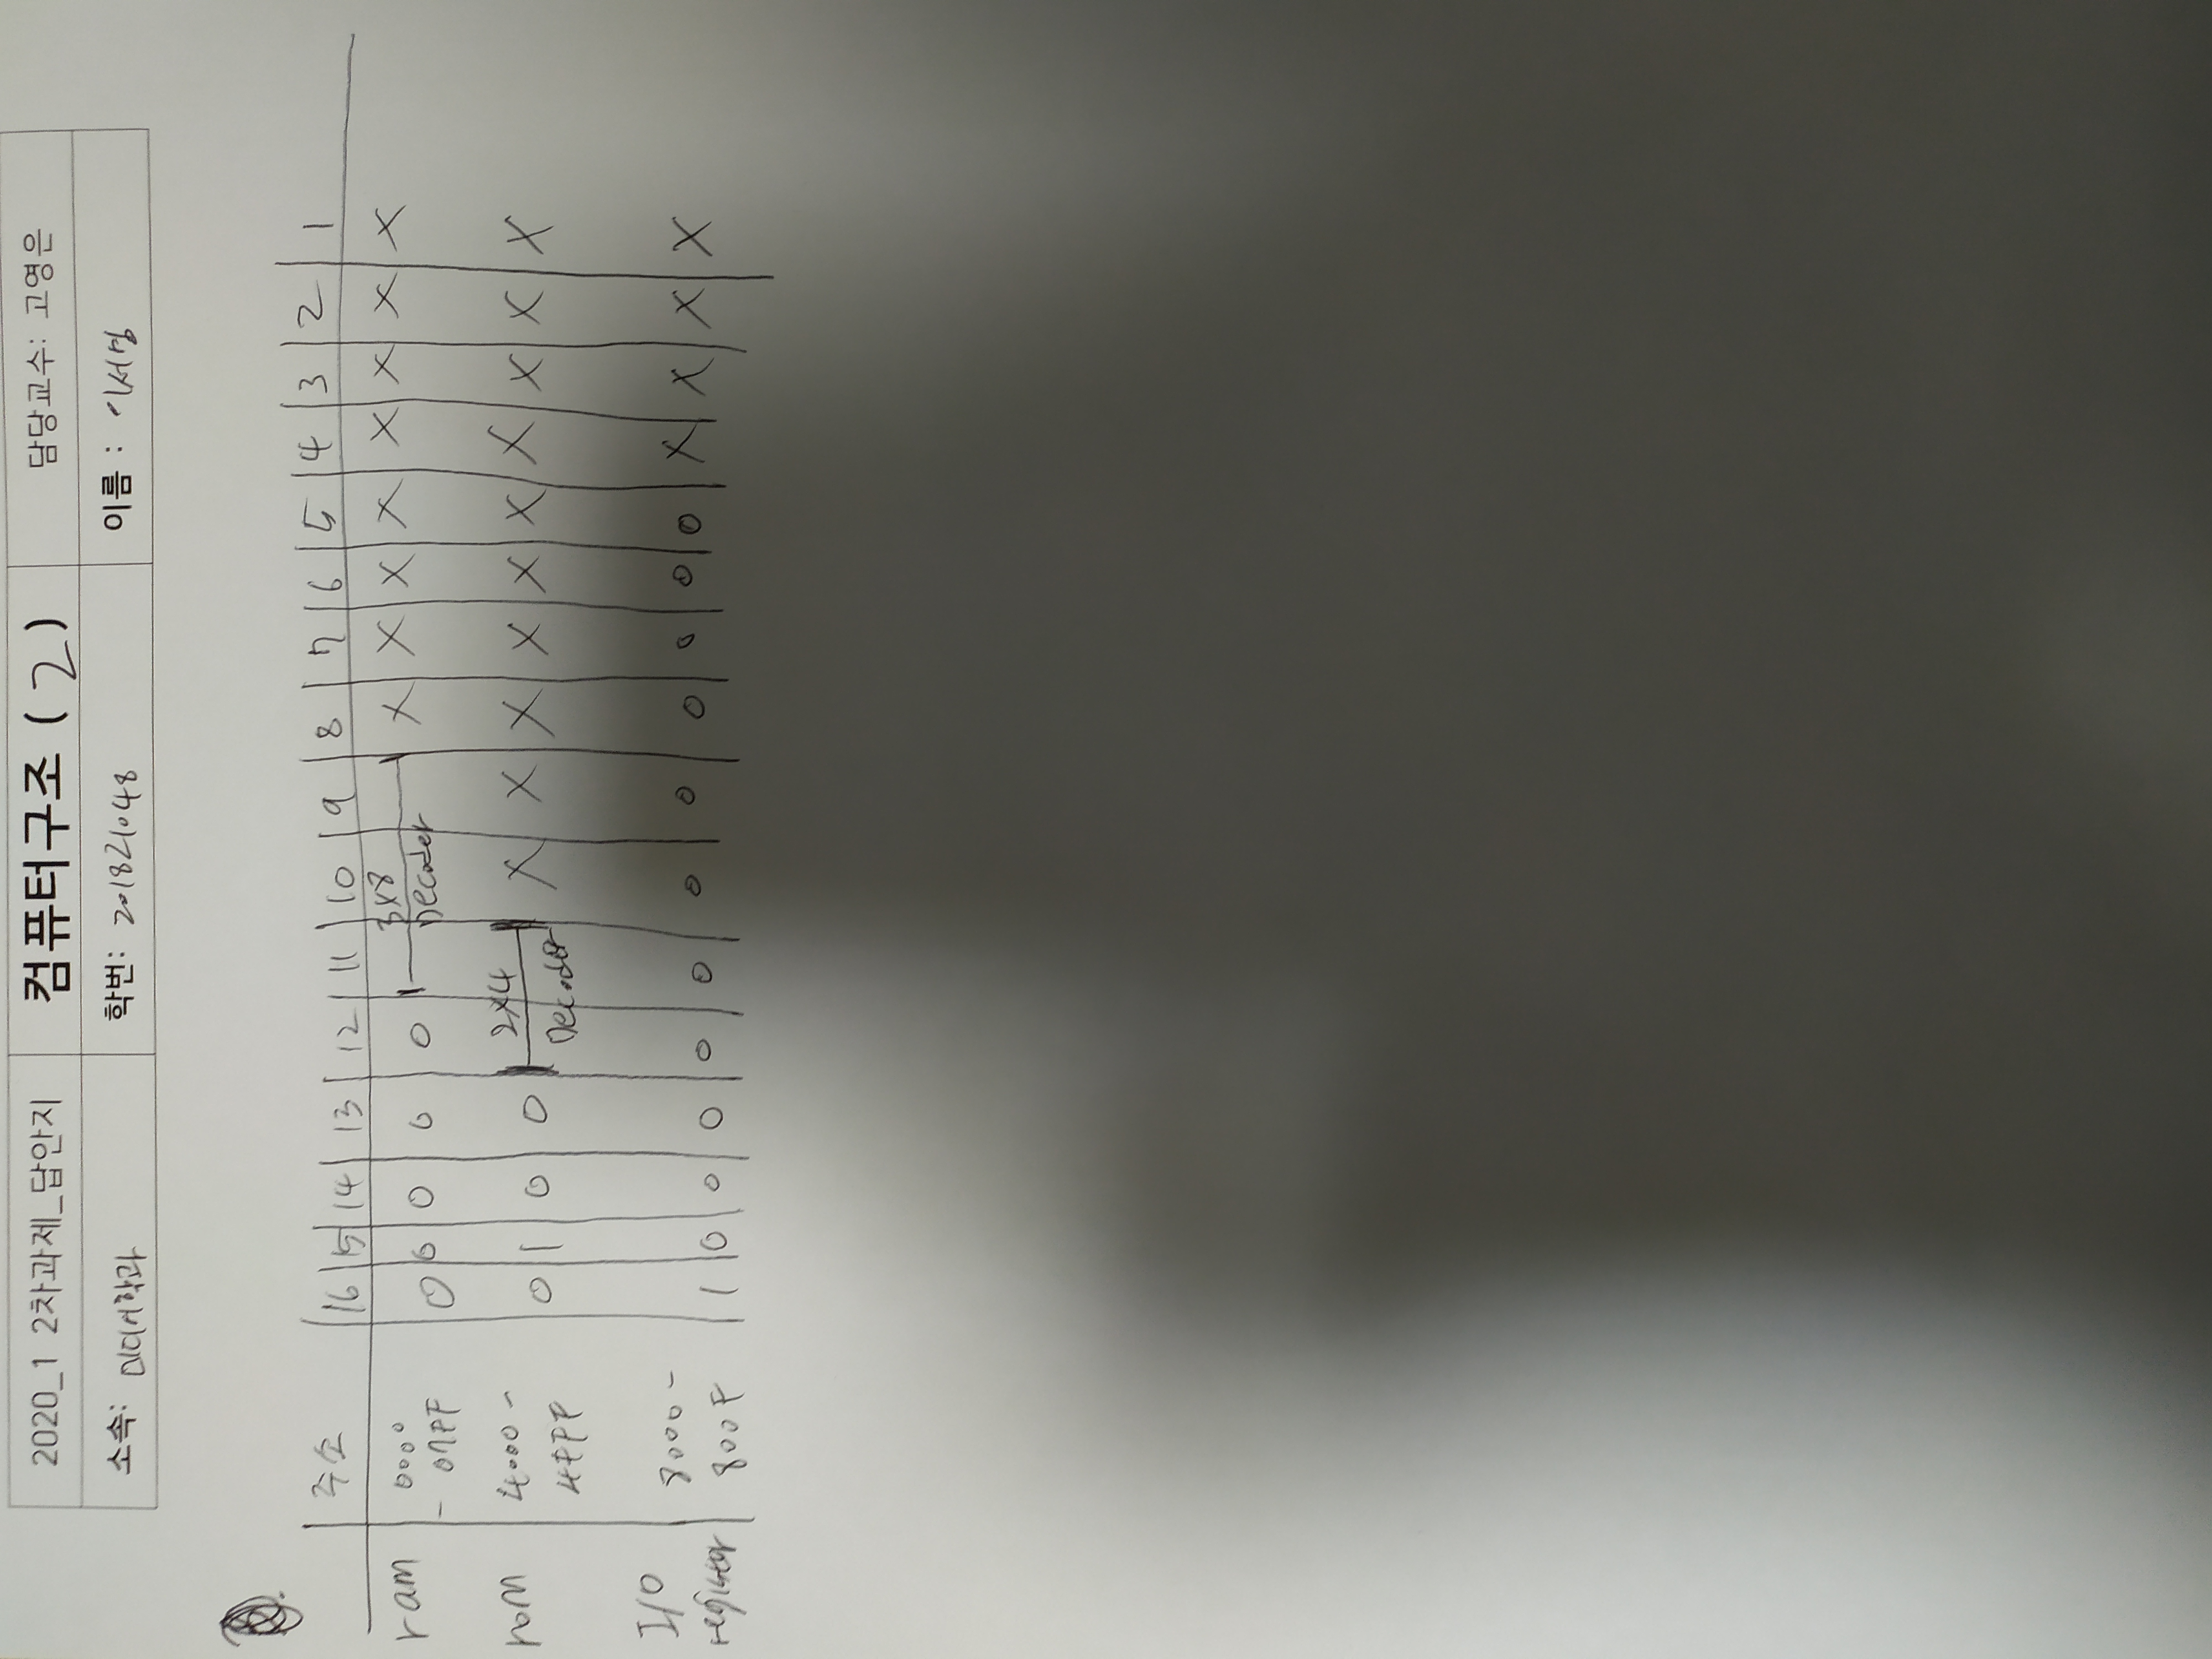 2020_1 2차과제_답안지 컴퓨터구조 ( 2 ) 담당교수: 고영은
소속: 미디어학과 학번: 201821048 이름 : 이서명
주소 16 15 14 13 12 11 10 9 8 7 6 5 4 3 2 1
ram 0000 - 07FF 0 0 0 0 0 3x8 Decoder X X X X X X X X
rom 4000 - 4FFF 0 1 0 0 2x4 Decoder X X X X X X X X X X
I/O register 8000 - 800F 1 0 0 0 0 0 0 0 0 0 0 0 X X X X